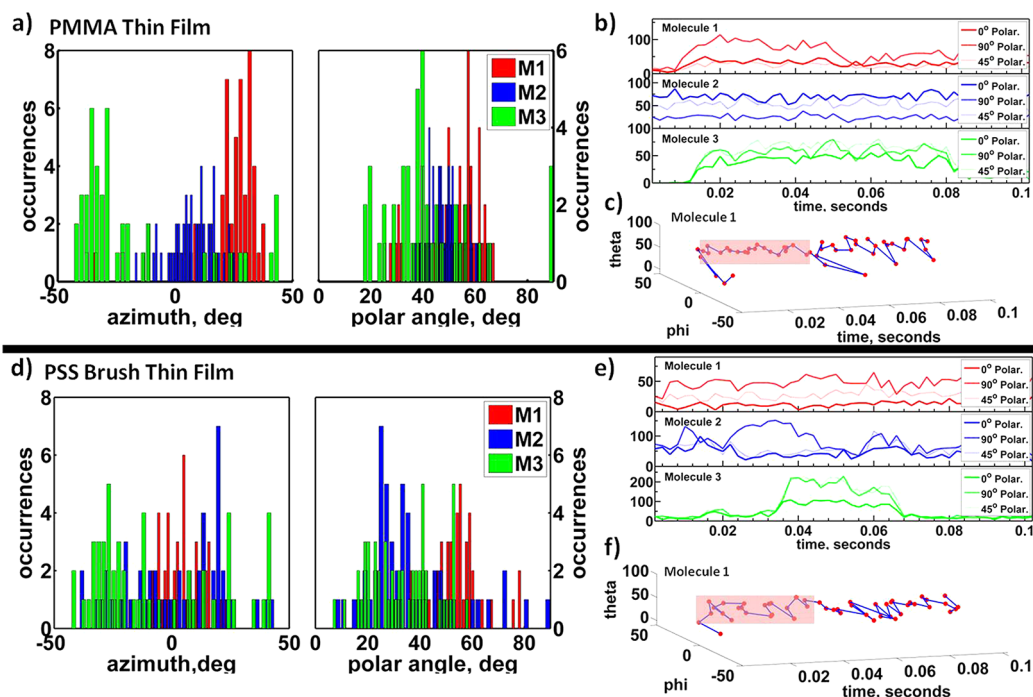 a) PMMA Thin Film
8
6
4
2
0
-50 0 50
occurrences
azimuth, deg
M1
M2
M3
6
4
2
0
0 20 40 60 80
occurrences
polar angle, deg
b)
Molecule 1
100
0
0° Polar.
90° Polar.
45° Polar.
Molecule 2
100
50
0
0° Polar.
90° Polar.
45° Polar.
Molecule 3
100
50
0
0° Polar.
90° Polar.
45° Polar.
0.02 0.04 0.06 0.08 0.1
time, seconds
c)
Molecule 1
theta
100
50
0
50
0
-50
phi
0.02 0.04 0.06 0.08 0.1
time, seconds
d) PSS Brush Thin Film
8
6
4
2
0
-50 0 50
occurrences
azimuth,deg
M1
M2
M3
8
6
4
2
0
0 20 40 60 80
occurrences
polar angle, deg
e)
Molecule 1
100
50
0
0° Polar.
90° Polar.
45° Polar.
Molecule 2
150
100
50
0
0° Polar.
90° Polar.
45° Polar.
Molecule 3
200
100
0
0° Polar.
90° Polar.
45° Polar.
0.02 0.04 0.06 0.08 0.1
time, seconds
f)
Molecule 1
theta
100
50
0
50
0
-50
phi
0.02 0.04 0.06 0.08 0.1
time, seconds